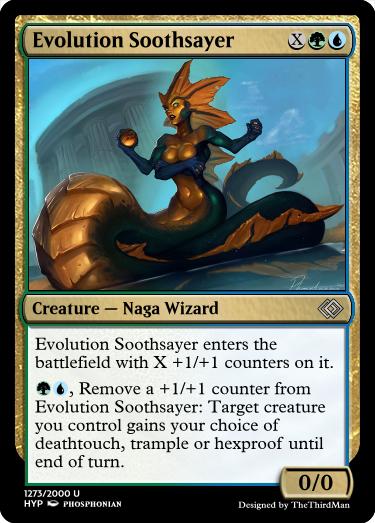 Evolution Soothsayer X
Creature — Naga Wizard
Evolution Soothsayer enters the
battlefield with X +1/+1 counters on it.
, Remove a +1/+1 counter from
Evolution Soothsayer: Target creature
you control gains your choice of
deathtouch, trample or hexproof until
end of turn.
0/0
1273/2000 U
HYP PHOSPHONIAN
Designed by TheThirdMan